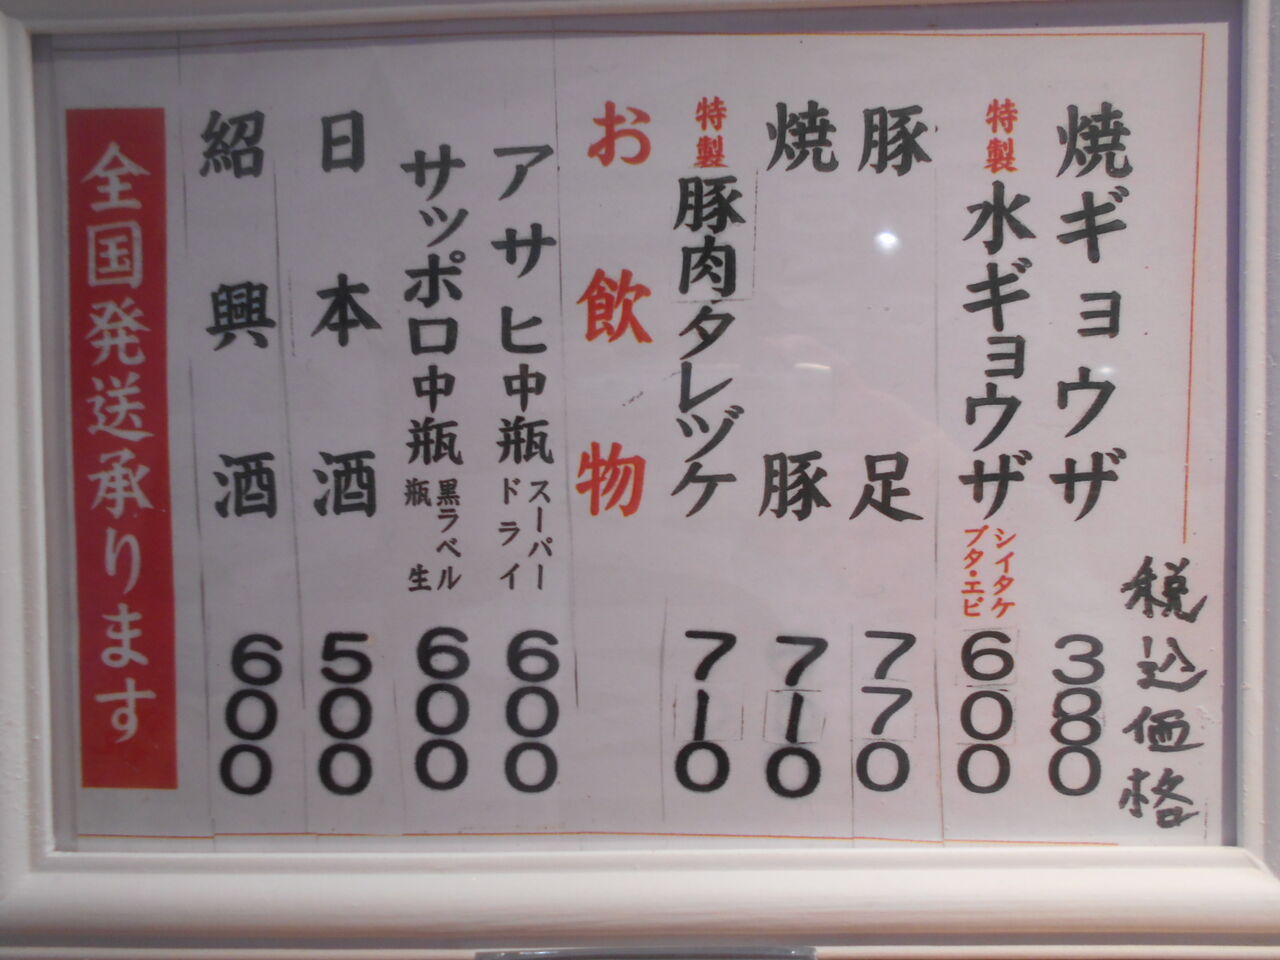 税込価格
焼ギョウザ 380
特製水ギョウザ シイタケ ブタ・エビ 600
豚足 770
焼豚 710
特製豚肉タレヅケ 710
お飲物
アサヒ中瓶 スーパードライ 600
サッポロ中瓶 黒ラベル生瓶 600
日本酒 500
紹興酒 600
全国発送承ります